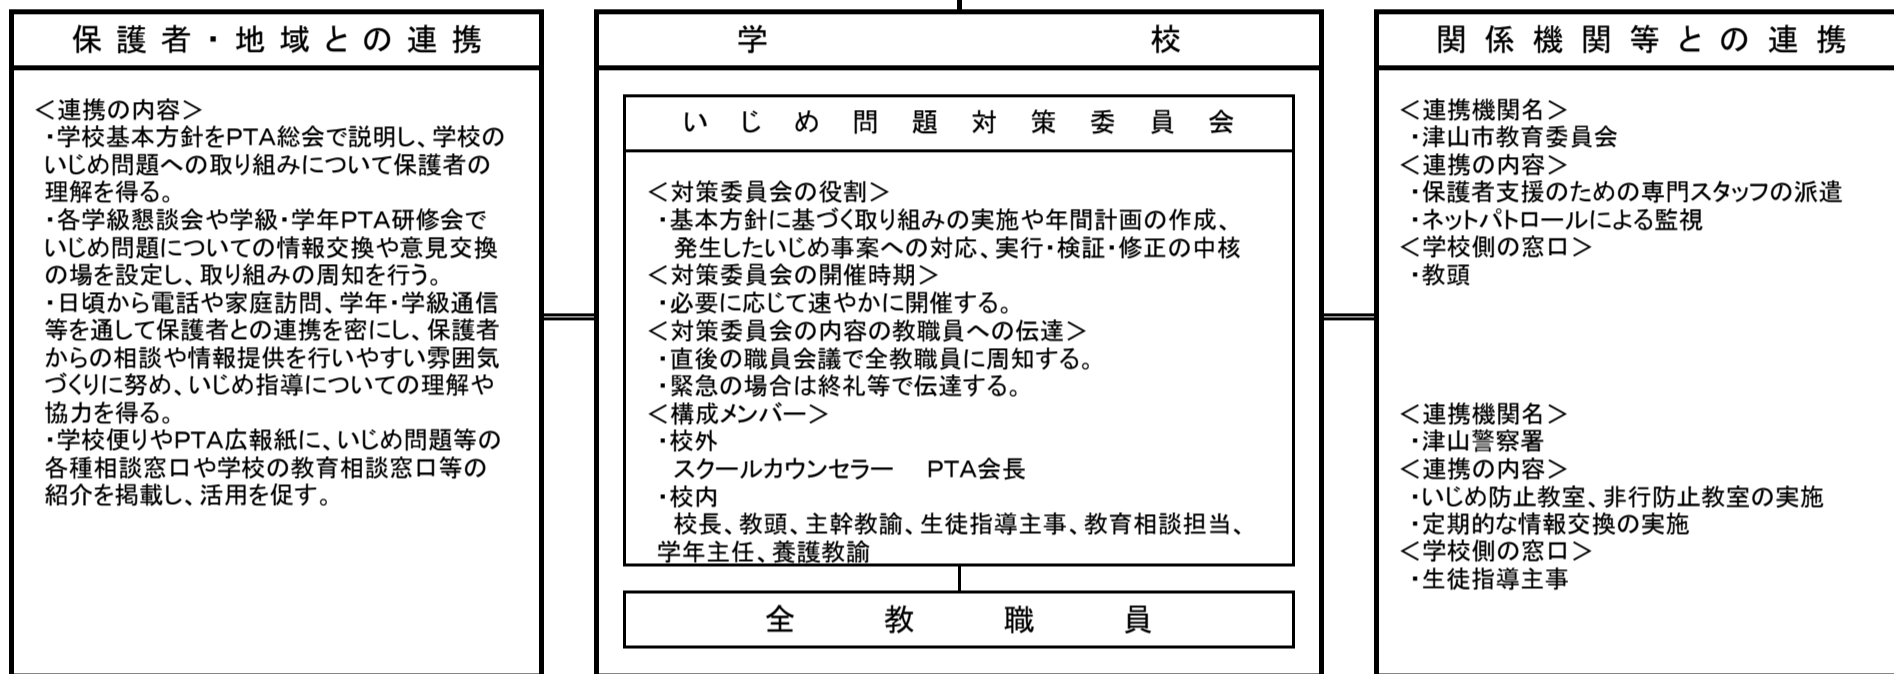 保護者・地域との連携
＜連携の内容＞
・学校基本方針をPTA総会で説明し、学校の
いじめ問題への取り組みについて保護者の
理解を得る。
・各学級懇談会や学級・学年PTA研修会で
いじめ問題についての情報交換や意見交換
の場を設定し、取り組みの周知を行う。
・日頃から電話や家庭訪問、学年・学級通信
等を通して保護者との連携を密にし、保護者
からの相談や情報提供を行いやすい雰囲気
づくりに努め、いじめ指導についての理解や
協力を得る。
・学校便りやPTA広報紙に、いじめ問題等の
各種相談窓口や学校の教育相談窓口等の
紹介を掲載し、活用を促す。
学校
いじめ問題対策委員会
＜対策委員会の役割＞
・基本方針に基づく取り組みの実施や年間計画の作成、
発生したいじめ事案への対応、実行・検証・修正の中核
＜対策委員会の開催時期＞
・必要に応じて速やかに開催する。
＜対策委員会の内容の教職員への伝達＞
・直後の職員会議で全教職員に周知する。
・緊急の場合は終礼等で伝達する。
＜構成メンバー＞
・校外
スクールカウンセラー　PTA会長
・校内
校長、教頭、主幹教諭、生徒指導主事、教育相談担当、
学年主任、養護教諭
全教職員
関係機関等との連携
＜連携機関名＞
・津山市教育委員会
＜連携の内容＞
・保護者支援のための専門スタッフの派遣
・ネットパトロールによる監視
＜学校側の窓口＞
・教頭
＜連携機関名＞
・津山警察署
＜連携の内容＞
・いじめ防止教室、非行防止教室の実施
・定期的な情報交換の実施
＜学校側の窓口＞
・生徒指導主事